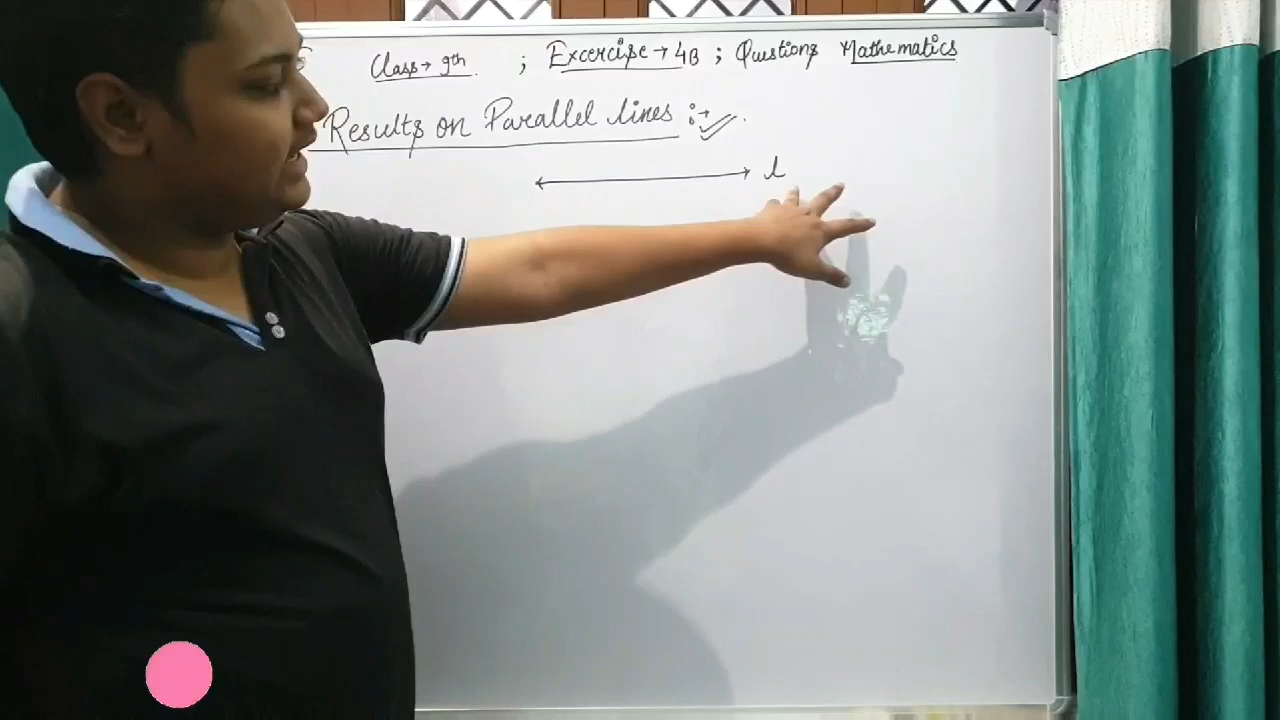 Class→ 9th ; Excercise → 4B ; Questions Mathematics
Results on Parallel lines :→
l